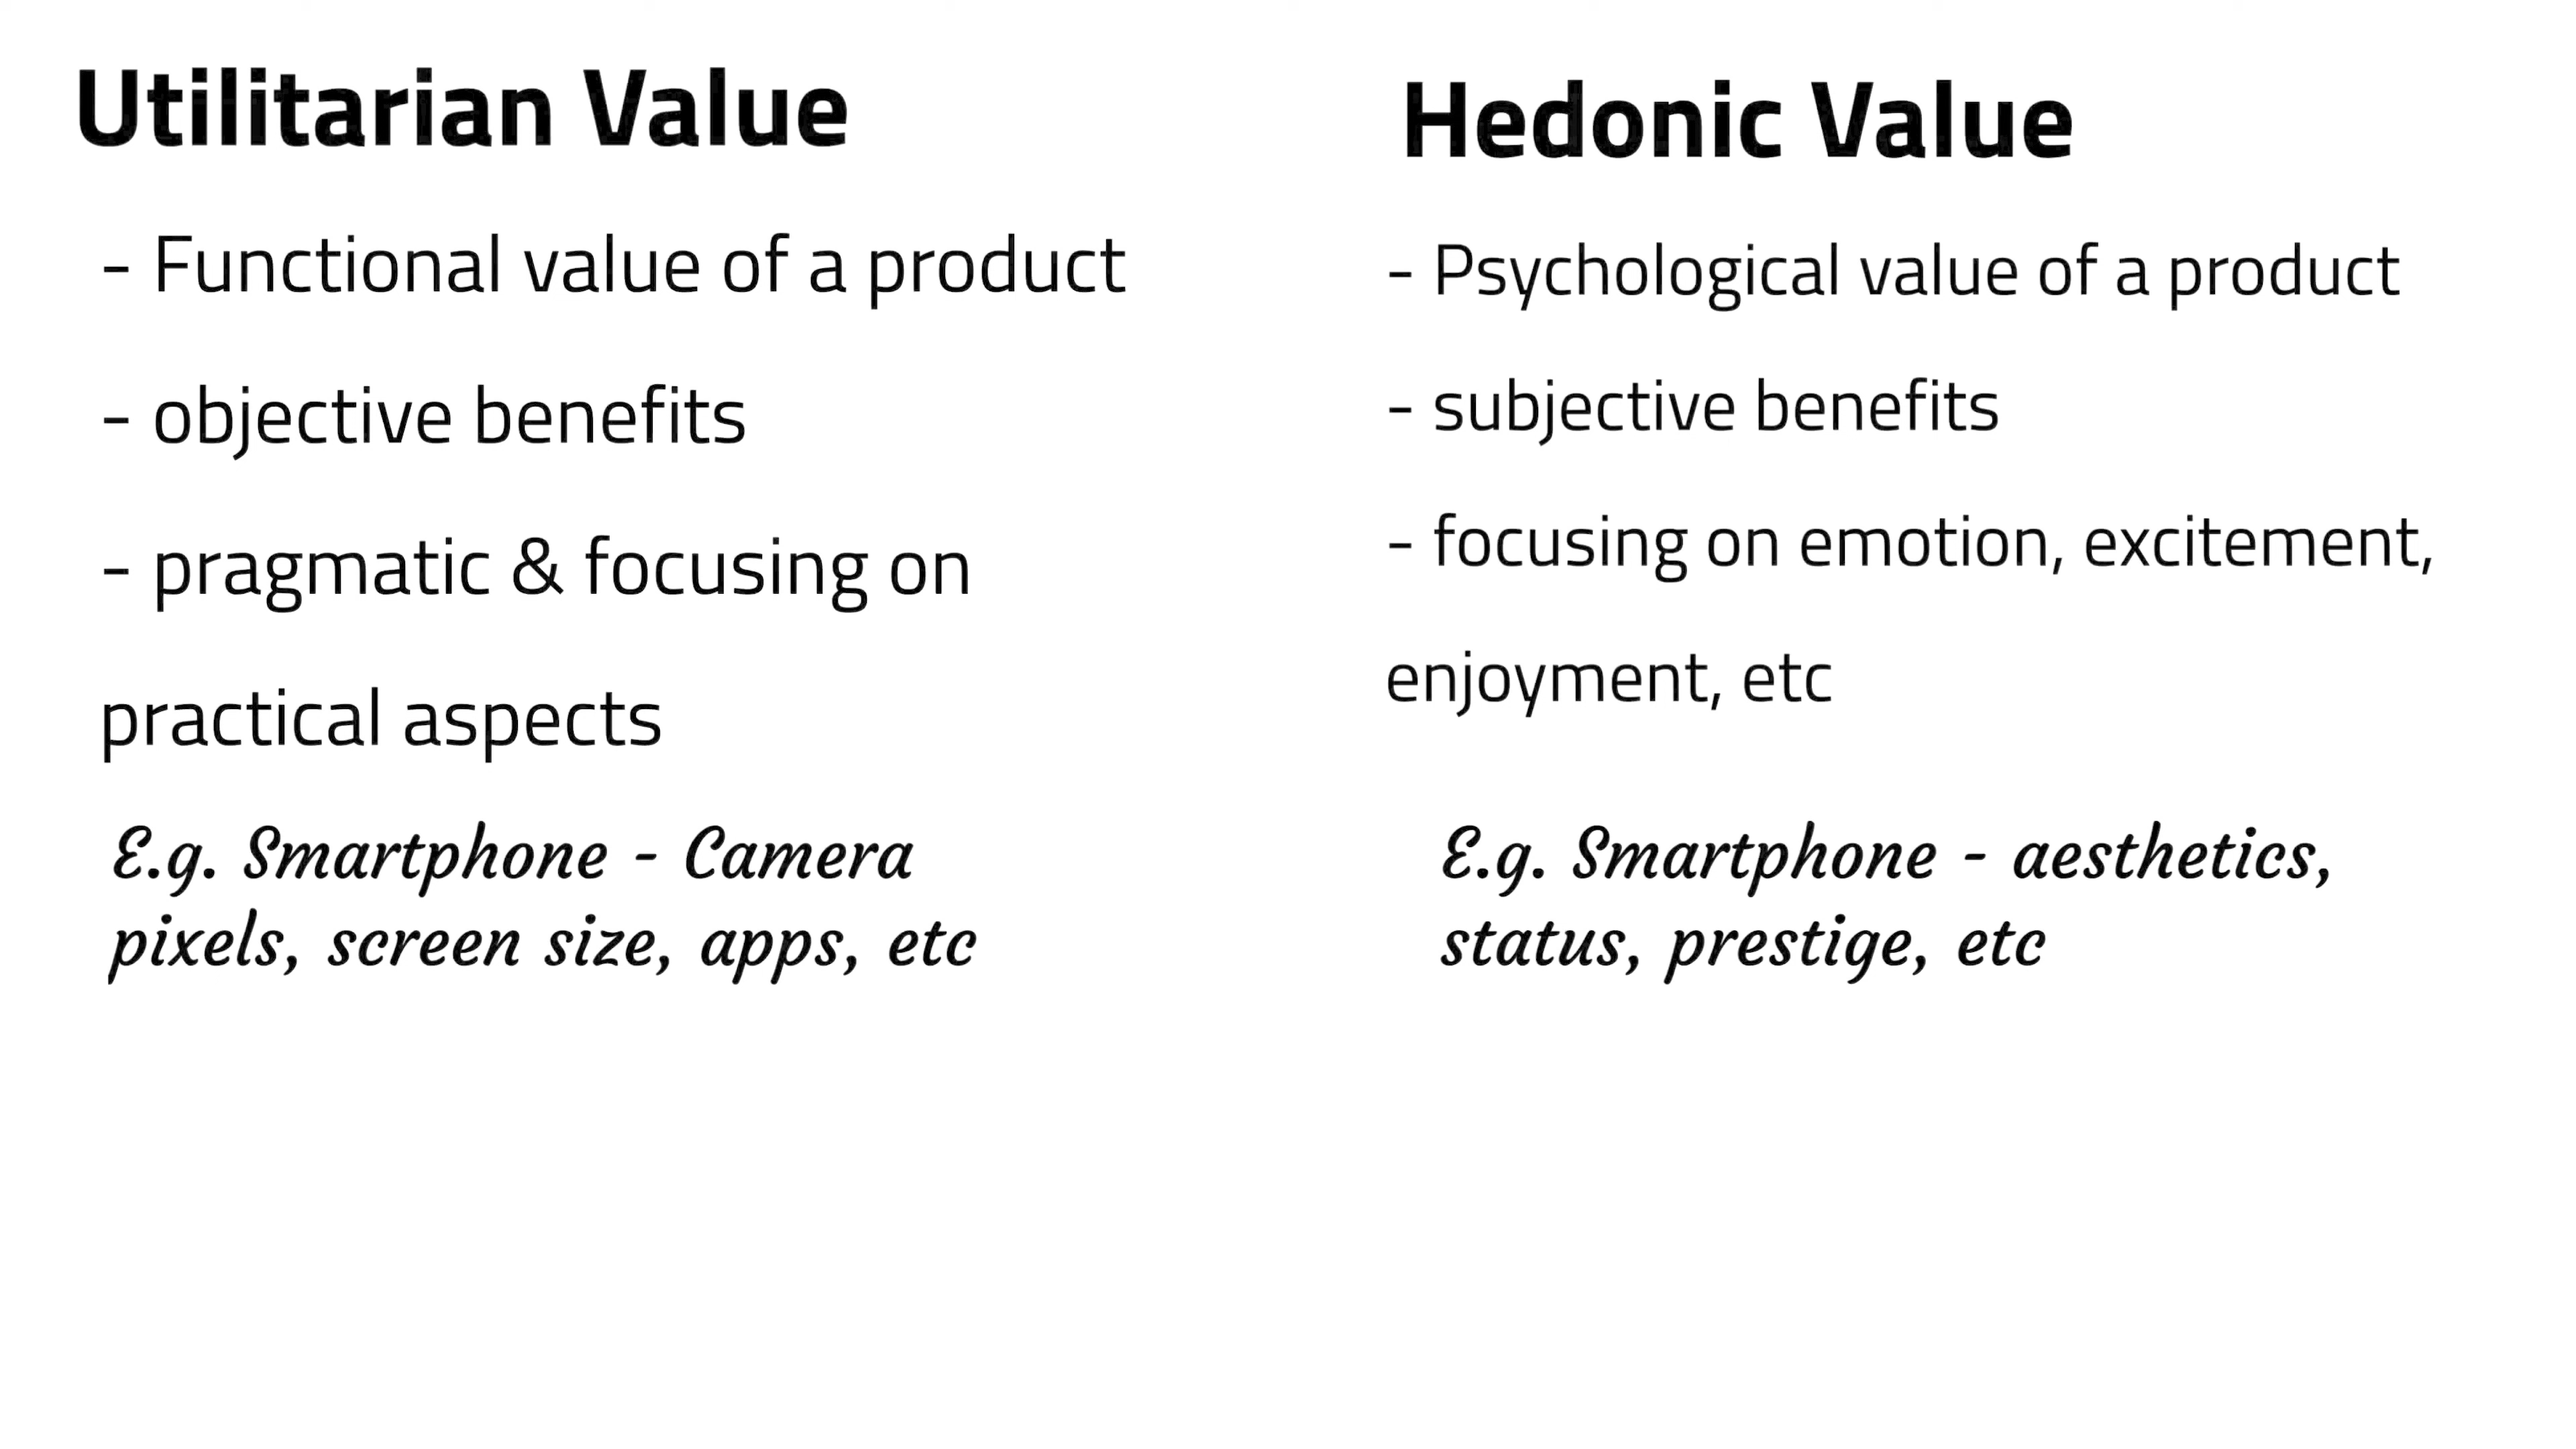 Utilitarian Value
- Functional value of a product
- objective benefits
- pragmatic & focusing on
practical aspects
E.g. Smartphone - Camera
pixels, screen size, apps, etc
Hedonic Value
- Psychological value of a product
- subjective benefits
- focusing on emotion, excitement,
enjoyment, etc
E.g. Smartphone - aesthetics,
status, prestige, etc